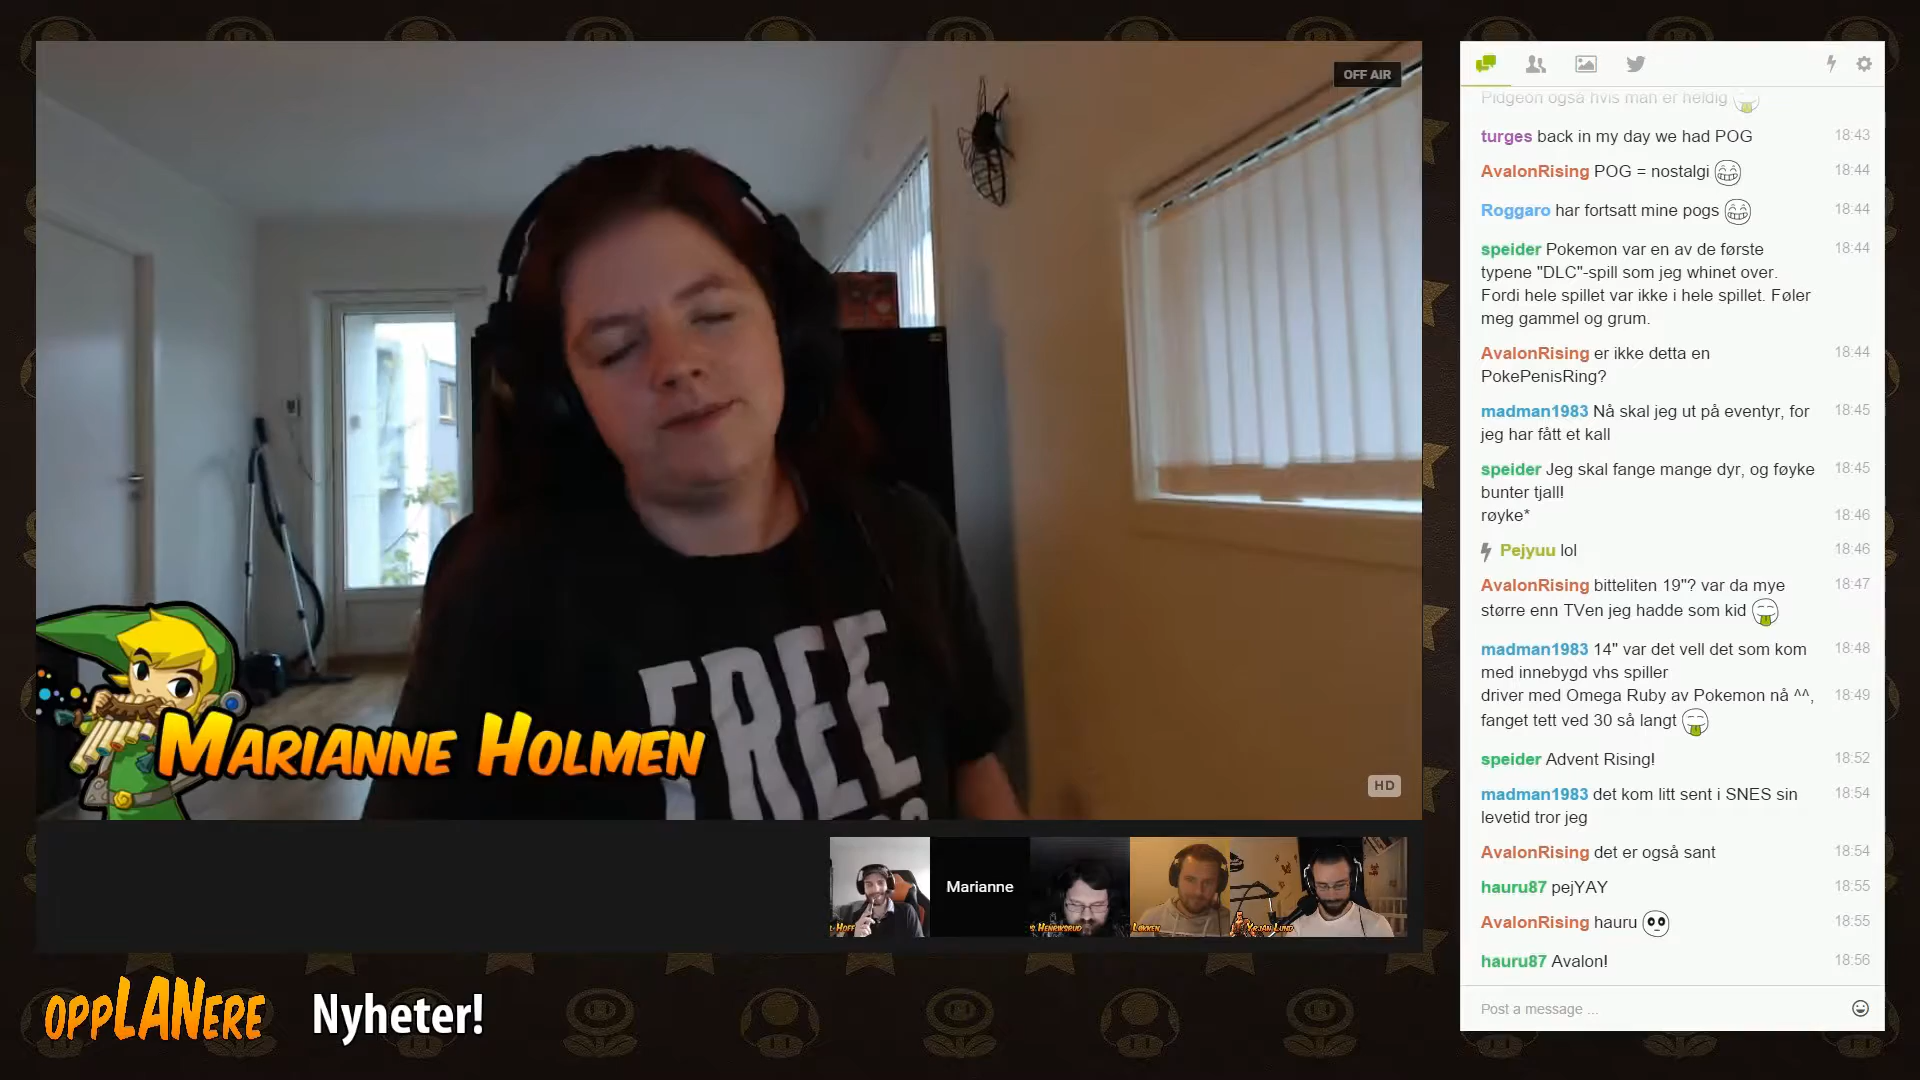 OFF AIR
FREE
MARIANNE HOLMEN
HD
L-HOFF
Marianne
S HENRIKSRUD
LØKKEN
YRJAN LUND
OPPLANERE
Nyheter!
Pidgeon også hvis man er heldig
turges back in my day we had POG 18:43
AvalonRising POG = nostalgi 18:44
Roggaro har fortsatt mine pogs 18:44
speider Pokemon var en av de første 18:44
typene "DLC"-spill som jeg whinet over.
Fordi hele spillet var ikke i hele spillet. Føler
meg gammel og grum.
AvalonRising er ikke detta en 18:44
PokePenisRing?
madman1983 Nå skal jeg ut på eventyr, for 18:45
jeg har fått et kall
speider Jeg skal fange mange dyr, og føyke 18:45
bunter tjall!
røyke* 18:46
Pejyuu lol 18:46
AvalonRising bitteliten 19"? var da mye 18:47
større enn TVen jeg hadde som kid
madman1983 14" var det vell det som kom 18:48
med innebygd vhs spiller
driver med Omega Ruby av Pokemon nå ^^, 18:49
fanget tett ved 30 så langt
speider Advent Rising! 18:52
madman1983 det kom litt sent i SNES sin 18:54
levetid tror jeg
AvalonRising det er også sant 18:54
hauru87 pejYAY 18:55
AvalonRising hauru 18:55
hauru87 Avalon! 18:56
Post a message ...